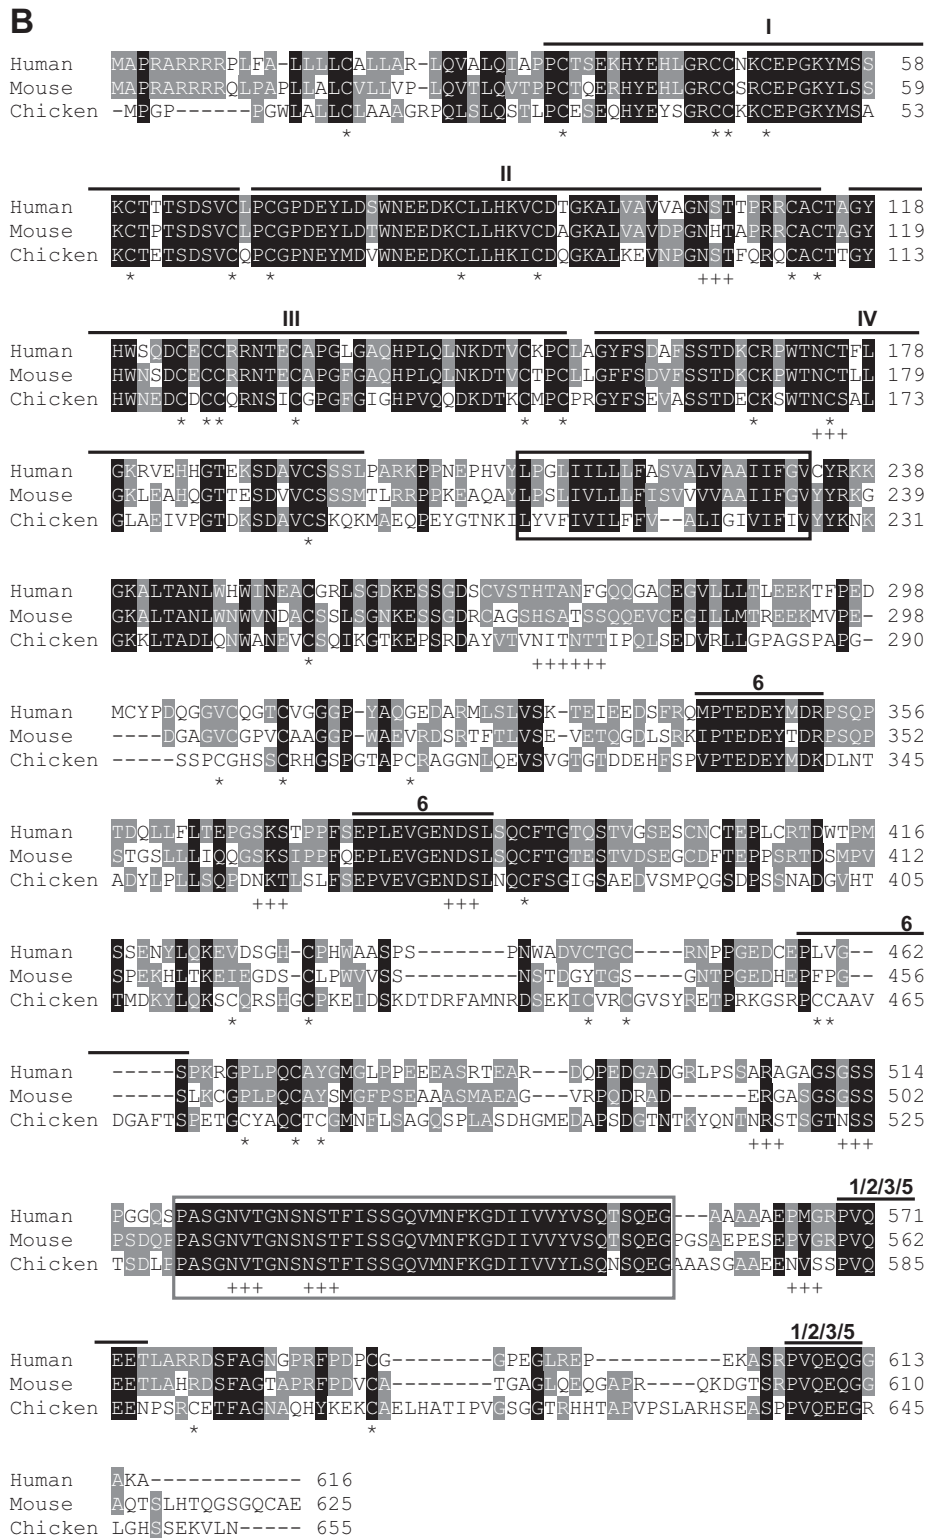 B
I
Human MAPRARRRRPLFA-LLLLCALLAR-LQVALQIAPPCTSEKHYEHLGRCCNKCEPGKYMSS 58
Mouse MAPRARRRRQLPAPLLALCVLLVP-LQVTLQVTPPCTQERHYEHLGRCCSRCEPGKYLSS 59
Chicken -MPGP------PGWLALLCLAAAGRPQLSLQSTLPCESEQHYEYSGRCCKKCEPGKYMSA 53
* * ** *
II
Human KCTTTSDSVCLPCGPDEYLDSWNEEDKCLLHKVCDTGKALVAVVAGNSTTPRRCACTAGY 118
Mouse KCTPTSDSVCLPCGPDEYLDTWNEEDKCLLHKVCDAGKALVAVDPGNHTAPRRCACTAGY 119
Chicken KCTETSDSVCQPCGPNEYMDVWNEEDKCLLHKICDQGKALKEVNPGNSTFQRQCACTTGY 113
* * * * * +++ * *
III IV
Human HWSQDCECCRRNTECAPGLGAQHPLQLNKDTVCKPCLAGYFSDAFSSTDKCRPWTNCTFL 178
Mouse HWNSDCECCRRNTECAPGFGAQHPLQLNKDTVCTPCLLGFFSDVFSSTDKCKPWTNCTLL 179
Chicken HWNEDCDCCQRNSICGPGFGIGHPVQQDKDTKCMPCPRGYFSEVASSTDECKSWTNCSAL 173
* ** * * * * *
+++
Human GKRVEHHGTEKSDAVCSSSLPARKPPNEPHVYLPGLIILLLFASVALVAAIIFGVCYRKK 238
Mouse GKLEAHQGTTESDVVCSSSMTLRRPPKEAQAYLPSLIVLLLFISVVVVAAIIFGVYYRKG 239
Chicken GLAEIVPGTDKSDAVCSKQKMAEQPEYGTNKILYVFIVILFFV--ALIGIVIFIVYYKNK 231
*
Human GKALTANLWHWINEACGRLSGDKESSGDSCVSTHTANFGQQGACEGVLLLTLEEKTFPED 298
Mouse GKALTANLWNWVNDACSSLSGNKESSGDRCAGSHSATSSQQEVCEGILLMTREEKMVPE- 298
Chicken GKKLTADLQNWANEVCSQIKGTKEPSRDAYVTVNITNTTIPQLSEDVRLLGPAGSPAPG- 290
* ++++++
6
Human MCYPDQGGVCQGTCVGGGP-YAQGEDARMLSLVSK-TEIEEDSFRQMPTEDEYMDRPSQP 356
Mouse ----DGAGVCGPVCAAGGP-WAEVRDSRTFTLVSE-VETQGDLSRKIPTEDEYTDRPSQP 352
Chicken -----SSPCGHSSCRHGSPGTAPCRAGGNLQEVSVGTGTDDEHFSPVPTEDEYMDKDLNT 345
* * *
6
Human TDQLLFLTEPGSKSTPPFSEPLEVGENDSLSQCFTGTQSTVGSESCNCTEPLCRTDWTPM 416
Mouse STGSLLLIQQGSKSIPPFQEPLEVGENDSLSQCFTGTESTVDSEGCDFTEPPSRTDSMPV 412
Chicken ADYLPLLSQPDNKTLSLFSEPVEVGENDSLNQCFSGIGSAEDVSMPQGSDPSSNADGVHT 405
+++ +++ *
6
Human SSENYLQKEVDSGH-CPHWAASPS--------PNWADVCTGC----RNPPGEDCEPLVG-- 462
Mouse SPEKHLTKEIEGDS-CLPWVVSS---------NSTDGYTGS----GNTPGEDHEPFPG-- 456
Chicken TMDKYLQKSCQRSHGCPKEIDSKDTDRFAMNRDSEKICVRCGVSYRETPRKGSRPCCAAV 465
* * * * **
Human -----SPKRGPLPQCAYGMGLPPEEEASRTEAR---DQPEDGADGRLPSSARAGAGSGSS 514
Mouse -----SLKCGPLPQCAYSMGFPSEAAASMAEAG---VRPQDRAD------ERGASGSGSS 502
Chicken DGAFTSPETGCYAQCTCGMNFLSAGQSPLASDHGMEDAPSDGTNTKYQNTNRSTSGTNSS 525
* * * +++ +++
1/2/3/5
Human PGGQSPASGNVTGNSNSTFISSGQVMNFKGDIIVVYVSQTSQEG---AAAAAEPMGRPVQ 571
Mouse PSDQPPASGNVTGNSNSTFISSGQVMNFKGDIIVVYVSQTSQEGPGSAEPESEPVGRPVQ 562
Chicken TSDLPPASGNVTGNSNSTFISSGQVMNFKGDIIVVYLSQNSQEGAAASGAAEENVSSPVQ 585
+++ +++ +++
1/2/3/5
Human EETLARRDSFAGNGPRFPDPCG--------GPEGLREP----------EKASRPVQEQGG 613
Mouse EETLAHRDSFAGTAPRFPDVCA--------TGAGLQEQGAPR----QKDGTSRPVQEQGG 610
Chicken EENPSRCETFAGNAQHYKEKCAELHATIPVGSGGTRHHTAPVPSLARHSEASPPVQEEGR 645
* *
Human AKA------------ 616
Mouse AQTSLHTQGSGQCAE 625
Chicken LGHSSEKVLN----- 655